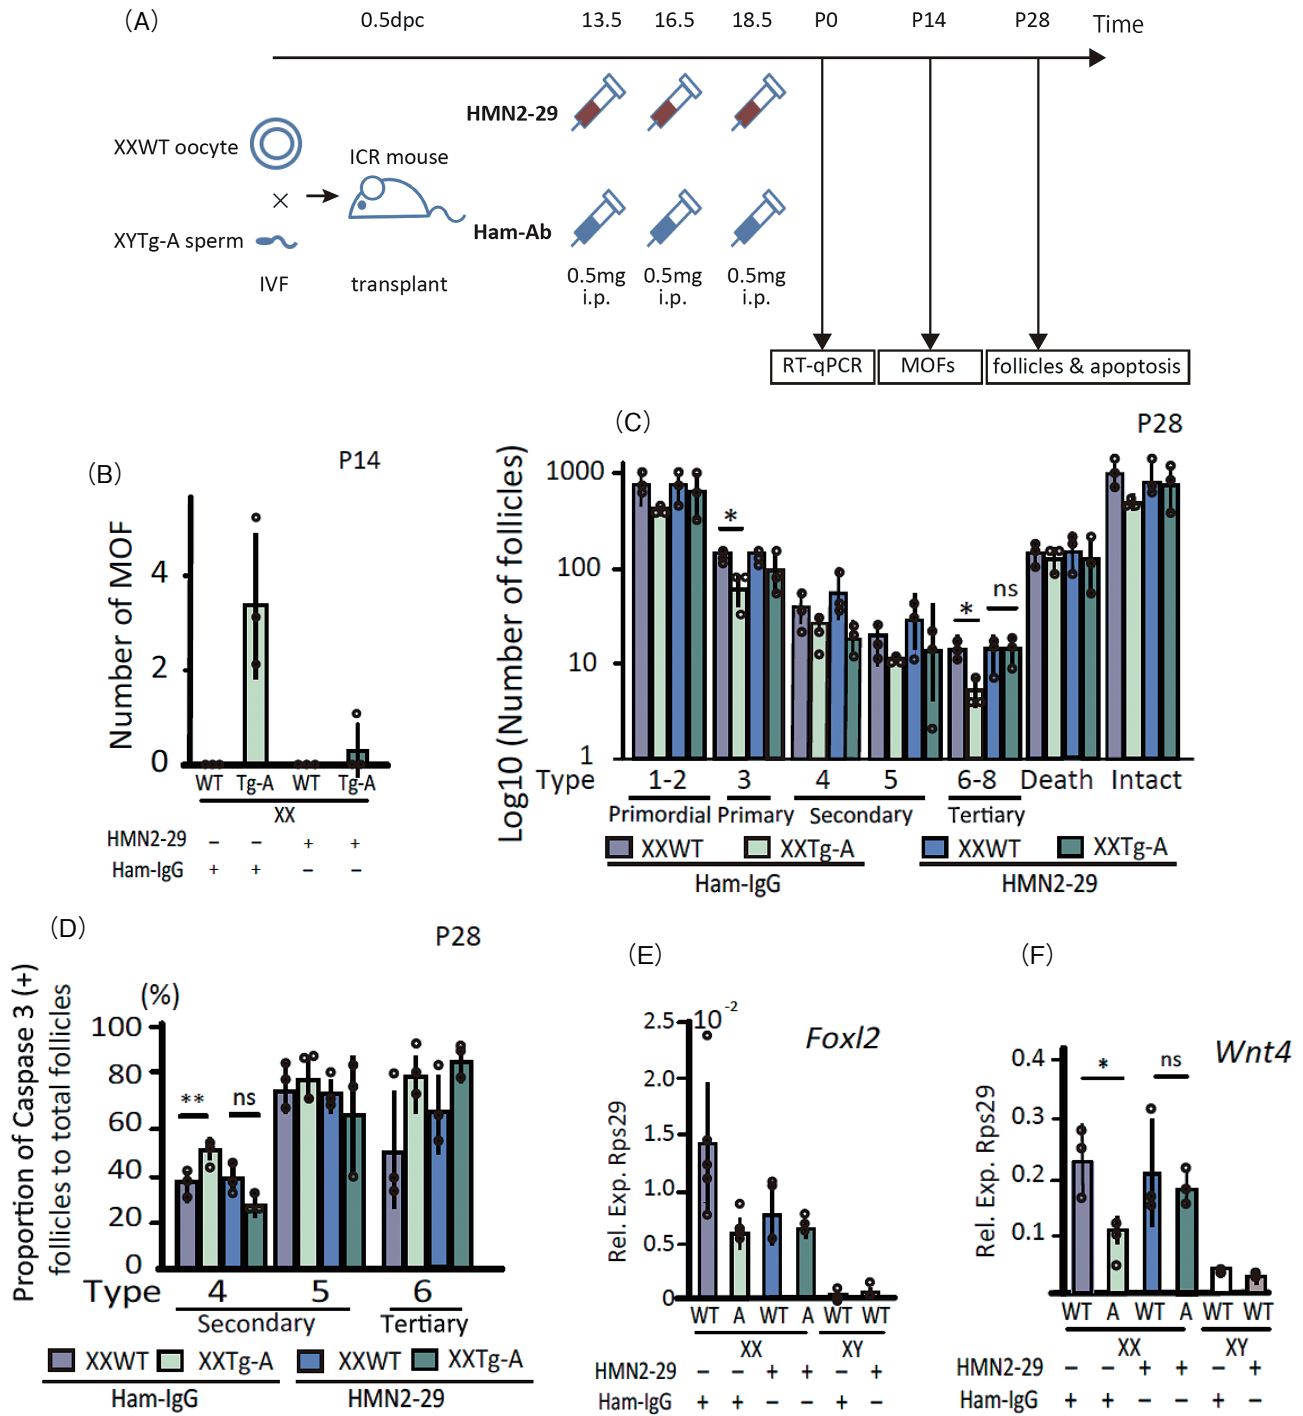 (A)
0.5dpc 13.5 16.5 18.5 P0 P14 P28 Time
HMN2-29
XXWT oocyte
ICR mouse
×
XYTg-A sperm
Ham-Ab
IVF transplant
0.5mg 0.5mg 0.5mg
i.p. i.p. i.p.
RT-qPCR MOFs follicles & apoptosis
(B)
P14
Number of MOF
4
2
0
WT Tg-A WT Tg-A
XX
HMN2-29 − − + +
Ham-IgG + + − −
(C)
P28
Log10 (Number of follicles)
1000
100
10
1
*
* ns
Type 1-2 3 4 5 6-8 Death Intact
Primordial Primary Secondary Tertiary
XXWT XXTg-A XXWT XXTg-A
Ham-IgG HMN2-29
(D)
P28
Proportion of Caspase 3 (+)
follicles to total follicles
(%)
100
80
60
40
20
0
** ns
Type 4 5 6
Secondary Tertiary
XXWT XXTg-A XXWT XXTg-A
Ham-IgG HMN2-29
(E)
Foxl2
Rel. Exp. Rps29
10-2
2.5
2.0
1.5
1.0
0.5
0
WT A WT A WT WT
XX XY
HMN2-29 − − + + − +
Ham-IgG + + − − + −
(F)
Wnt4
Rel. Exp. Rps29
0.4
0.3
0.2
0.1
* ns
WT A WT A WT WT
XX XY
HMN2-29 − − + + − +
Ham-IgG + + − − + −